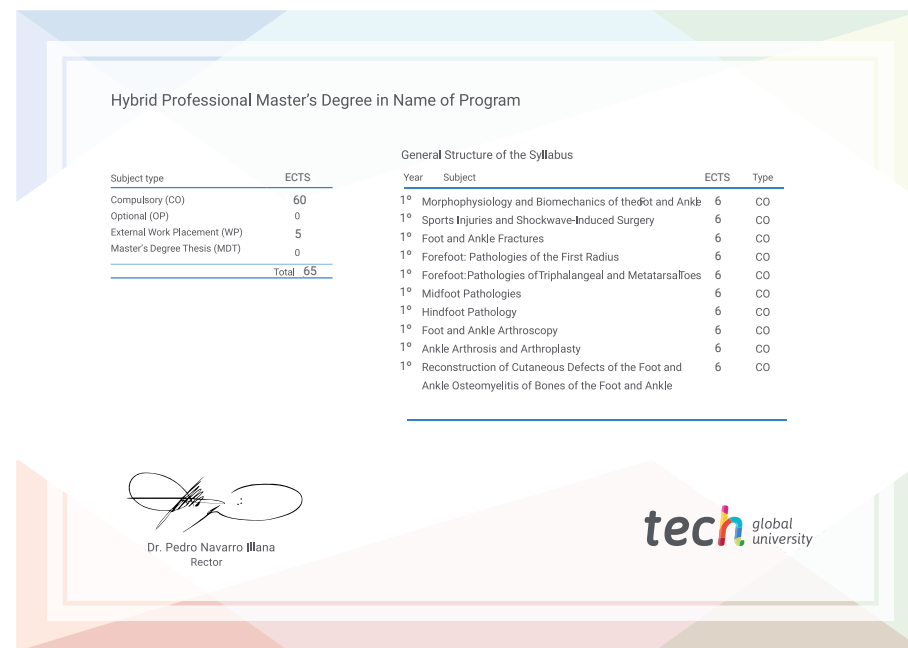 Hybrid Professional Master's Degree in Name of Program
Subject type ECTS
Compulsory (CO) 60
Optional (OP) 0
External Work Placement (WP) 5
Master's Degree Thesis (MDT) 0
Total 65
General Structure of the Syllabus
Year Subject ECTS Type
1º Morphophysiology and Biomechanics of the Foot and Ankle 6 CO
1º Sports Injuries and Shockwave-Induced Surgery 6 CO
1º Foot and Ankle Fractures 6 CO
1º Forefoot: Pathologies of the First Radius 6 CO
1º Forefoot: Pathologies of Triphalangeal and Metatarsal Toes 6 CO
1º Midfoot Pathologies 6 CO
1º Hindfoot Pathology 6 CO
1º Foot and Ankle Arthroscopy 6 CO
1º Ankle Arthrosis and Arthroplasty 6 CO
1º Reconstruction of Cutaneous Defects of the Foot and 6 CO
Ankle Osteomyelitis of Bones of the Foot and Ankle
Dr. Pedro Navarro Illana
Rector
tech global
university